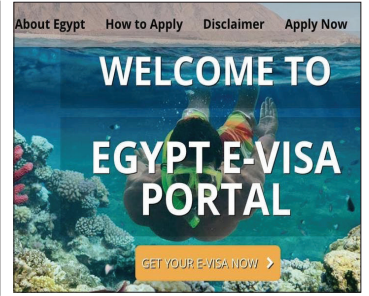 About Egypt How to Apply Disclaimer Apply Now
WELCOME TO
EGYPT E-VISA
PORTAL
GET YOUR E-VISA NOW